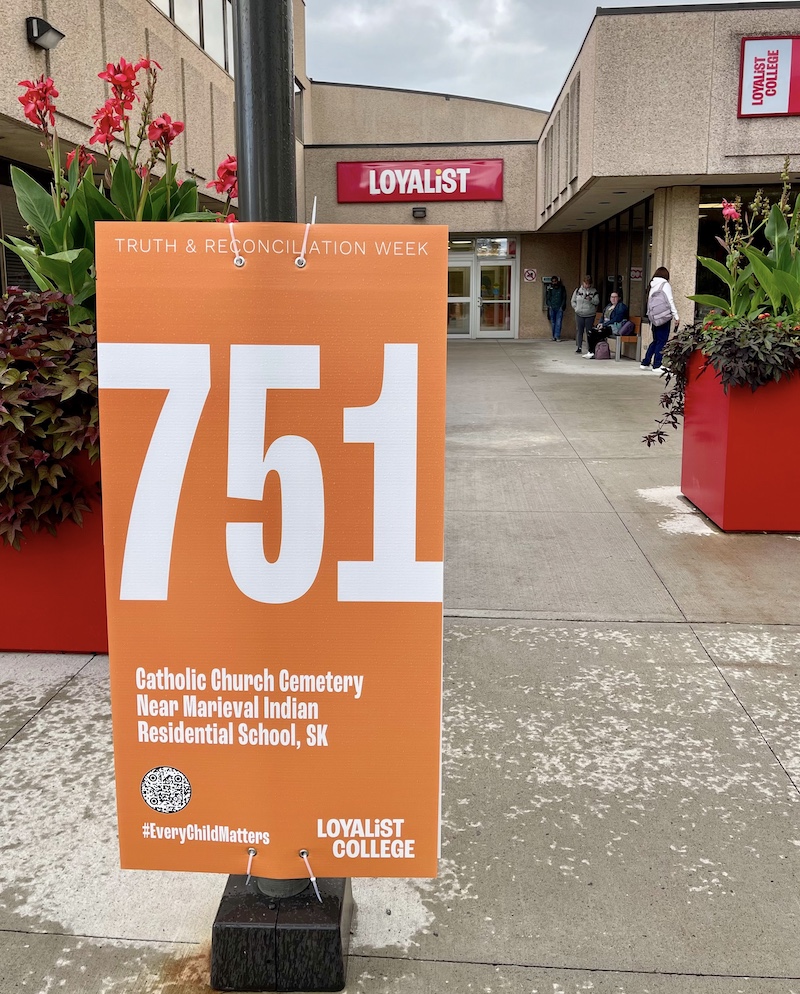 LOYALIST
COLLEGE
LOYALiST
TRUTH & RECONCILIATION WEEK
751
Catholic Church Cemetery
Near Marieval Indian
Residential School, SK
#EveryChildMatters
LOYALiST
COLLEGE